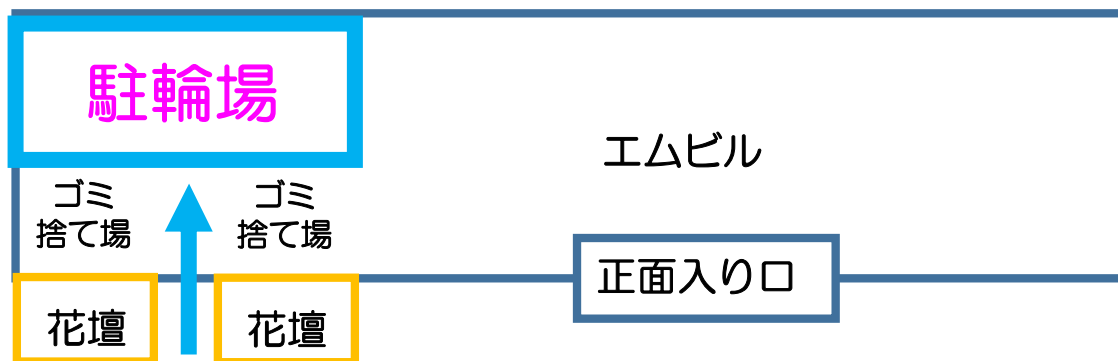 駐輪場
エムビル
ゴミ
捨て場
ゴミ
捨て場
正面入り口
花壇
花壇